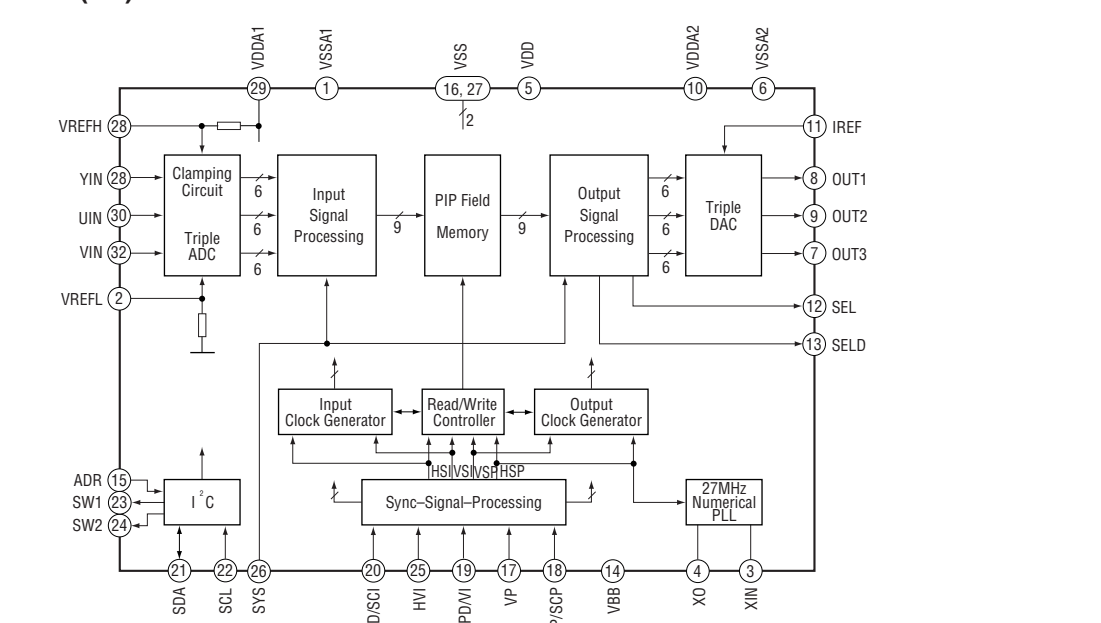 VDDA1
VSSA1
VSS
VDD
VDDA2
VSSA2
29
1
16, 27
5
10
6
2
VREFH 28
11 IREF
YIN 28
UIN 30
VIN 32
VREFL 2
Clamping
Circuit
Triple
ADC
6
6
6
Input
Signal
Processing
9
PIP Field
Memory
9
Output
Signal
Processing
6
6
6
Triple
DAC
8 OUT1
9 OUT2
7 OUT3
12 SEL
13 SELD
Input
Clock Generator
Read/Write
Controller
Output
Clock Generator
HSI VSI VSP HSP
ADR 15
SW1 23
SW2 24
I2C
Sync–Signal–Processing
27MHz
Numerical
PLL
21
22
26
20
25
19
17
18
14
4
3
SDA
SCL
SYS
D/SCI
HVI
PD/VI
VP
/SCP
VBB
XO
XIN